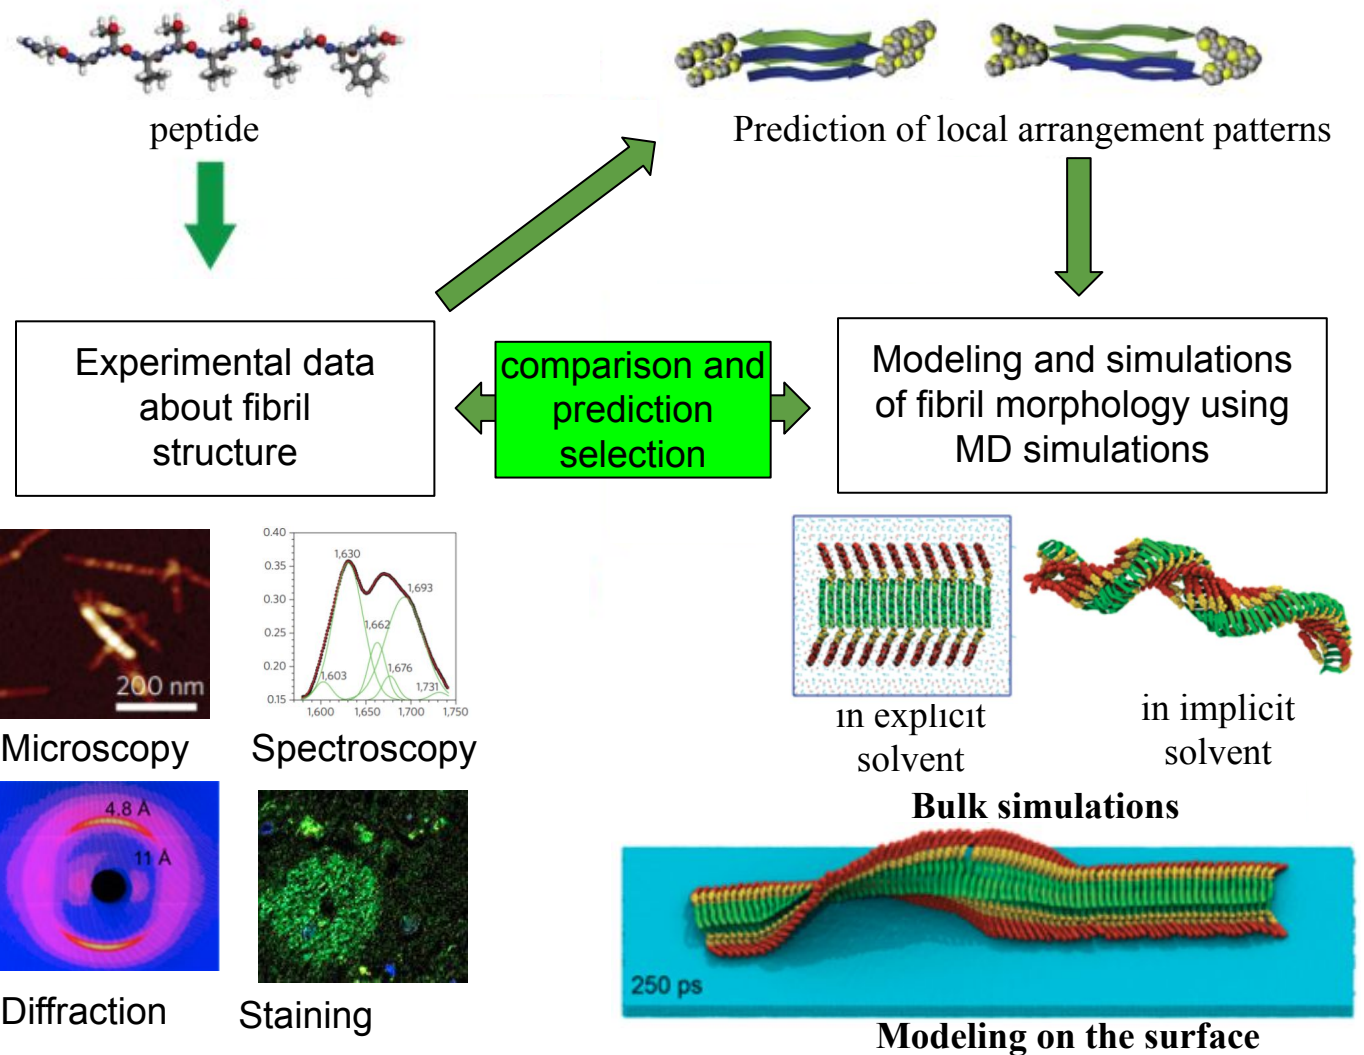 peptide
Prediction of local arrangement patterns
Experimental data
about fibril
structure
comparison and
prediction
selection
Modeling and simulations
of fibril morphology using
MD simulations
200 nm
0.40
0.35
0.30
0.25
0.20
0.15
1,630
1,693
1,662
1,603
1,676
1,731
1,600
1,650
1,700
1,750
Microscopy
Spectroscopy
in explicit
solvent
in implicit
solvent
Bulk simulations
4.8 Å
11 Å
Diffraction
Staining
250 ps
Modeling on the surface